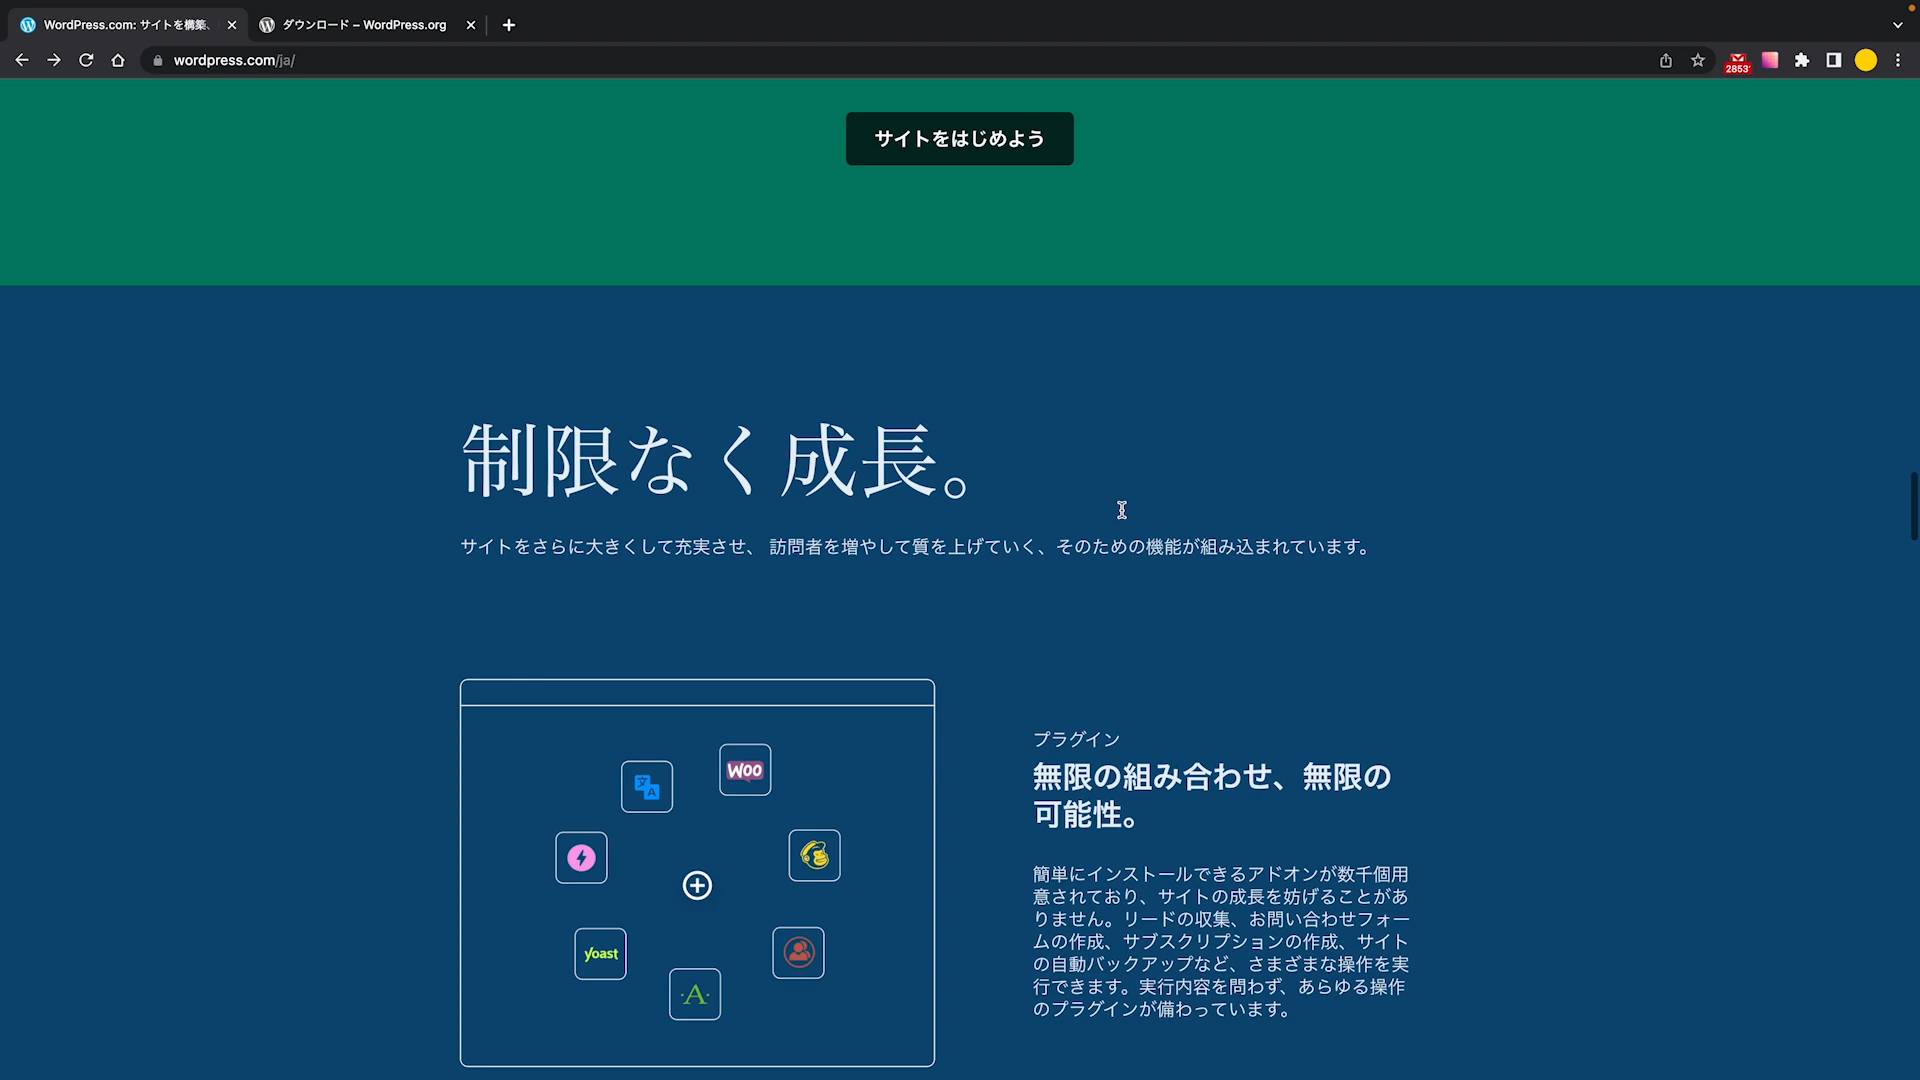 WordPress.com: サイトを構築、
ダウンロード – WordPress.org
wordpress.com/ja/
2853
サイトをはじめよう
制限なく成長。
サイトをさらに大きくして充実させ、 訪問者を増やして質を上げていく、そのための機能が組み込まれています。
WOO
yoast
·A·
プラグイン
無限の組み合わせ、無限の
可能性。
簡単にインストールできるアドオンが数千個用
意されており、サイトの成長を妨げることがあ
りません。リードの収集、お問い合わせフォー
ムの作成、サブスクリプションの作成、サイト
の自動バックアップなど、さまざまな操作を実
行できます。実行内容を問わず、あらゆる操作
のプラグインが備わっています。